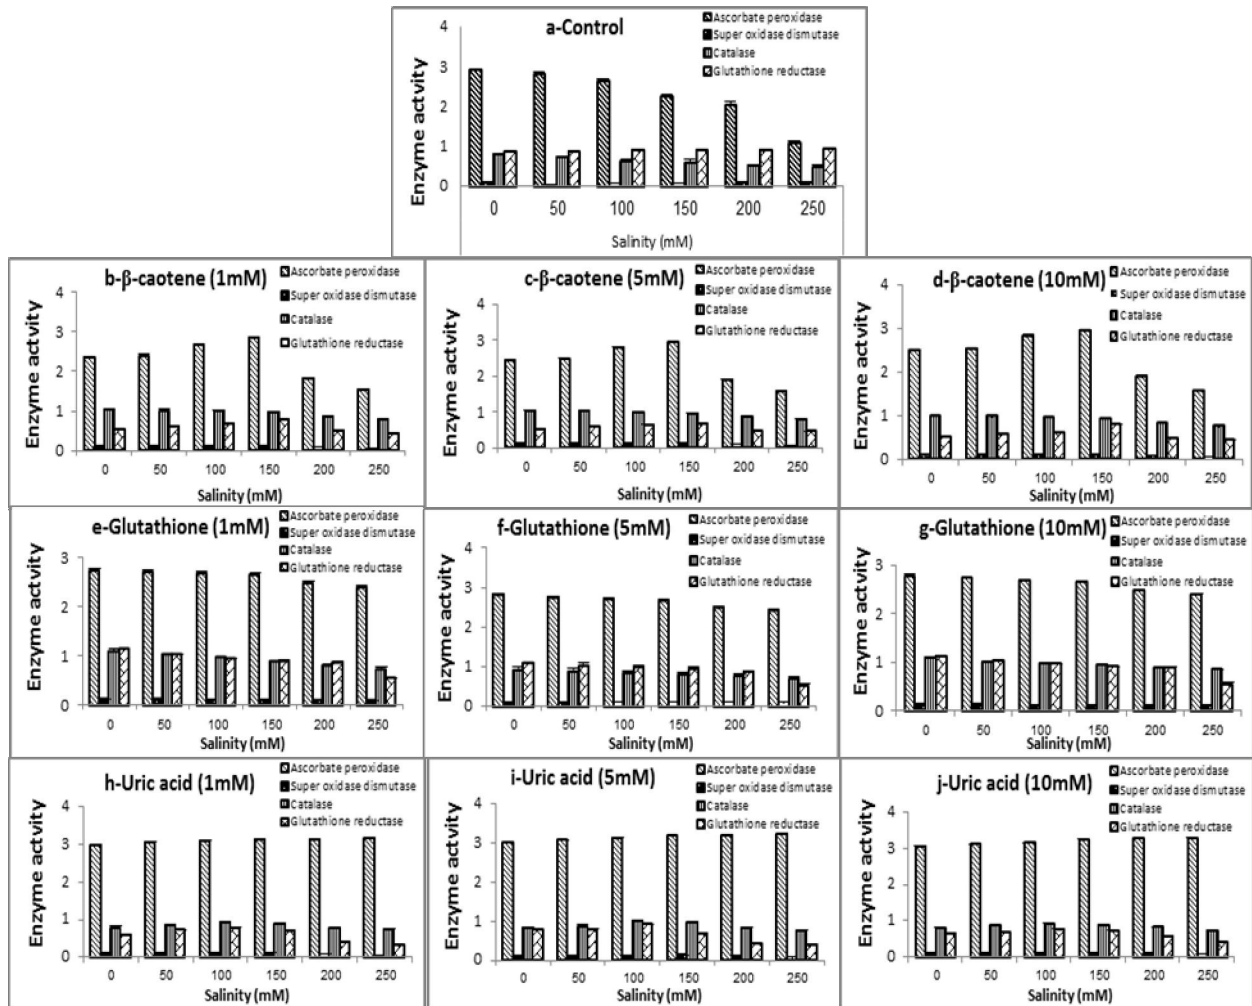 a-Control
Ascorbate peroxidase
Super oxidase dismutase
Catalase
Glutathione reductase
Enzyme actvity
4
3
2
1
0
0 50 100 150 200 250
Salinity (mM)
b-β-caotene (1mM)
Ascorbate peroxidase
Super oxidase dismutase
Catalase
Glutathione reductase
Enzyme actvity
4
3
2
1
0
0 50 100 150 200 250
Salinity (mM)
c-β-caotene (5mM)
Ascorbate peroxidase
Super oxidase dismutase
Catalase
Glutathione reductase
Enzyme actvity
4
3
2
1
0
0 50 100 150 200 250
Salinity (mM)
d-β-caotene (10mM)
Ascorbate peroxidase
Super oxidase dismutase
Catalase
Glutathione reductase
Enzyme actvity
4
3
2
1
0
0 50 100 150 200 250
Salinity (mM)
e-Glutathione (1mM)
Ascorbate peroxidase
Super oxidase dismutase
Catalase
Glutathione reductase
Enzyme actvity
3
2
1
0
0 50 100 150 200 250
Salinity (mM)
f-Glutathione (5mM)
Ascorbate peroxidase
Super oxidase dismutase
Catalase
Glutathione reductase
Enzyme actvity
4
3
2
1
0
0 50 100 150 200 250
Salinity (mM)
g-Glutathione (10mM)
Ascorbate peroxidase
Super oxidase dismutase
Catalase
Glutathione reductase
Enzyme actvity
3
2
1
0
0 50 100 150 200 250
Salinity (mM)
h-Uric acid (1mM)
Ascorbate peroxidase
Super oxidase dismutase
Catalase
Glutathione reductase
Enzyme activity
4
3
2
1
0
0 50 100 150 200 250
Salinity (mM)
i-Uric acid (5mM)
Ascorbate peroxidase
Super oxidase dismutase
Catalase
Glutathione reductase
Enzyme activity
4
3
2
1
0
0 50 100 150 200 250
Salinity (mM)
j-Uric acid (10mM)
Ascorbate peroxidase
Super oxidase dismutase
Catalase
Glutathione reductase
Enzyme activity
4
3
2
1
0
0 50 100 150 200 250
Salinity (mM)